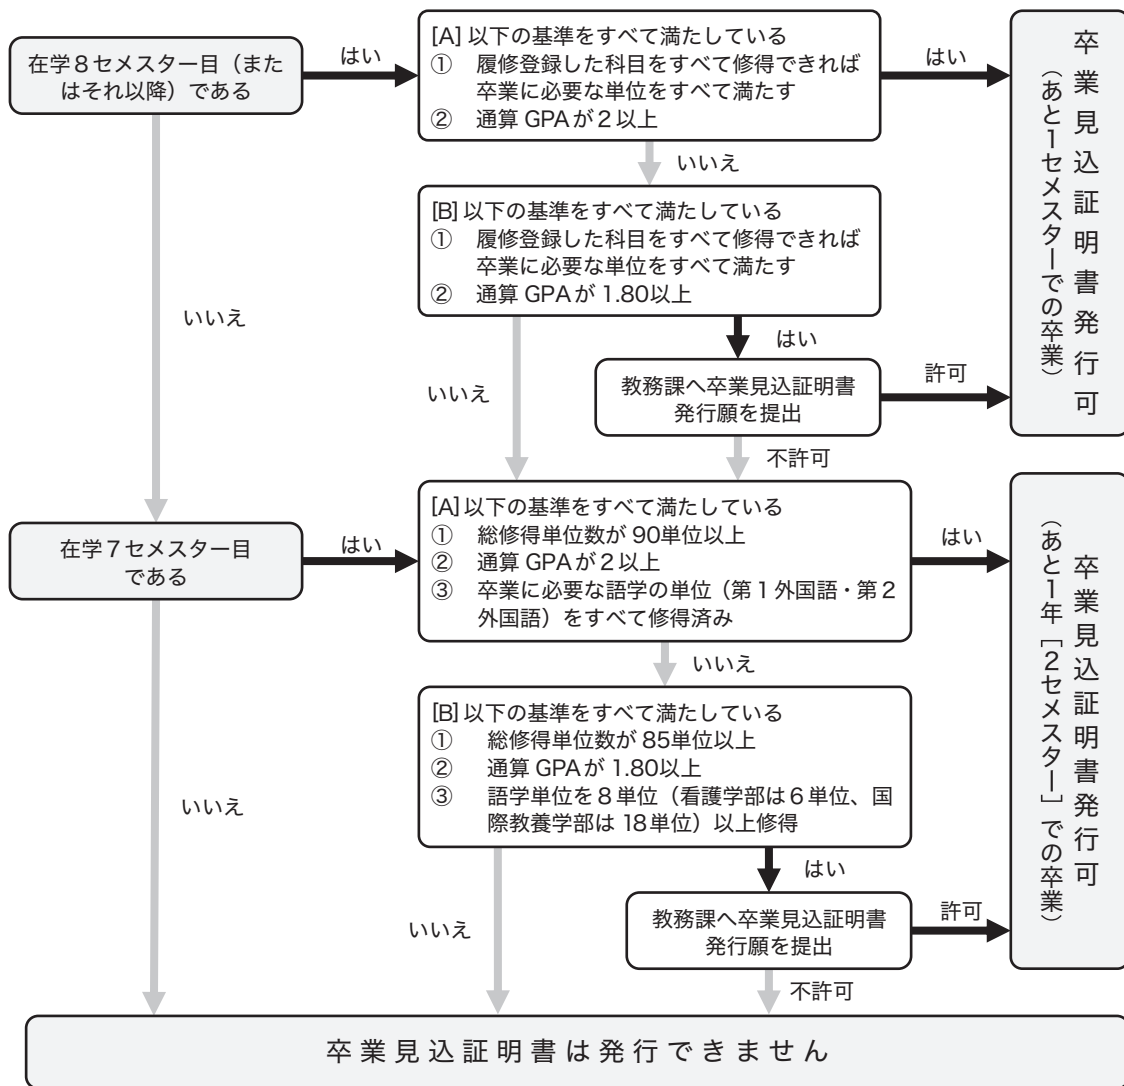 在学８セメスター目（また
はそれ以降）である
はい
[A] 以下の基準をすべて満たしている
①　履修登録した科目をすべて修得できれば
卒業に必要な単位をすべて満たす
②　通算 GPAが２以上
はい
卒業見込証明書発行可
（あと１セメスターでの卒業）
いいえ
[B] 以下の基準をすべて満たしている
①　履修登録した科目をすべて修得できれば
卒業に必要な単位をすべて満たす
②　通算 GPAが 1.80以上
いいえ
はい
いいえ
教務課へ卒業見込証明書
発行願を提出
許可
不許可
在学７セメスター目
である
はい
[A] 以下の基準をすべて満たしている
①　総修得単位数が 90単位以上
②　通算 GPAが２以上
③　卒業に必要な語学の単位（第１外国語・第２
外国語）をすべて修得済み
はい
卒業見込証明書発行可
（あと１年［２セメスター］での卒業）
いいえ
[B] 以下の基準をすべて満たしている
①　総修得単位数が 85単位以上
②　通算 GPAが 1.80以上
③　語学単位を８単位（看護学部は６単位、国
際教養学部は 18単位）以上修得
いいえ
はい
いいえ
教務課へ卒業見込証明書
発行願を提出
許可
不許可
卒業見込証明書は発行できません